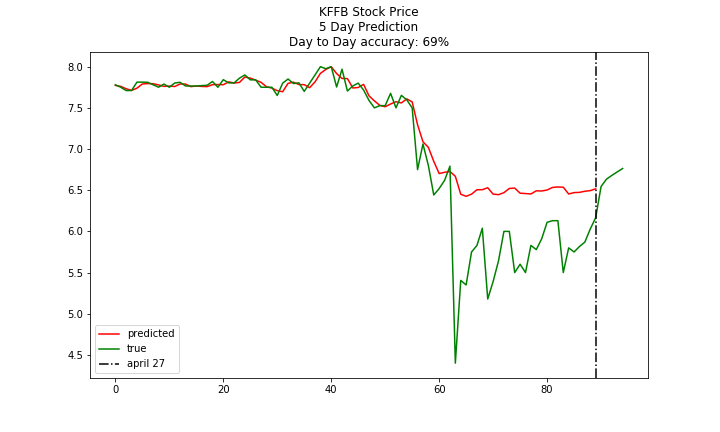 KFFB Stock Price
5 Day Prediction
Day to Day accuracy: 69%
8.0
7.5
7.0
6.5
6.0
5.5
5.0
4.5
predicted
true
april 27
0 20 40 60 80